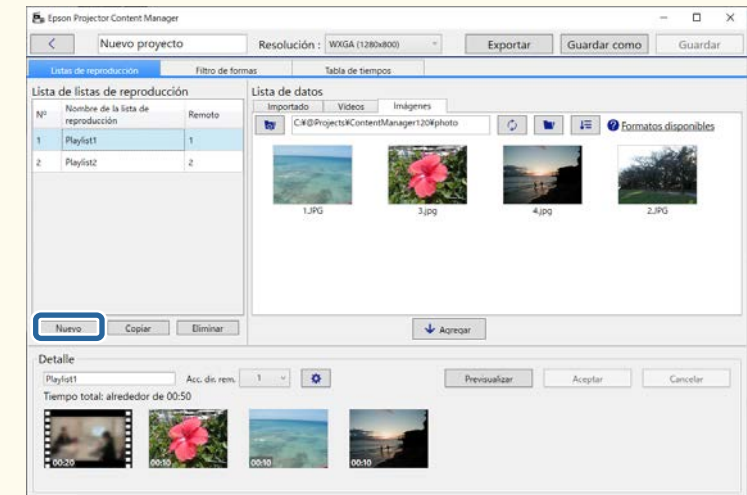 Epson Projector Content Manager
Nuevo proyecto
Resolución :
WXGA (1280x800)
Exportar
Guardar como
Guardar
Listas de reproducción
Filtro de formas
Tabla de tiempos
Lista de listas de reproducción
Nº
Nombre de la lista de
reproducción
Remoto
1
Playlist1
1
2
Playlist2
2
Nuevo
Copiar
Eliminar
Lista de datos
Importado
Vídeos
Imágenes
C:¥@Projects¥ContentManager120¥photo
Formatos disponibles
1.JPG
3.jpg
4.jpg
2.JPG
Agregar
Detalle
Playlist1
Acc. dir. rem.
1
Previsualizar
Aceptar
Cancelar
Tiempo total: alrededor de 00:50
00:20
00:10
00:10
00:10